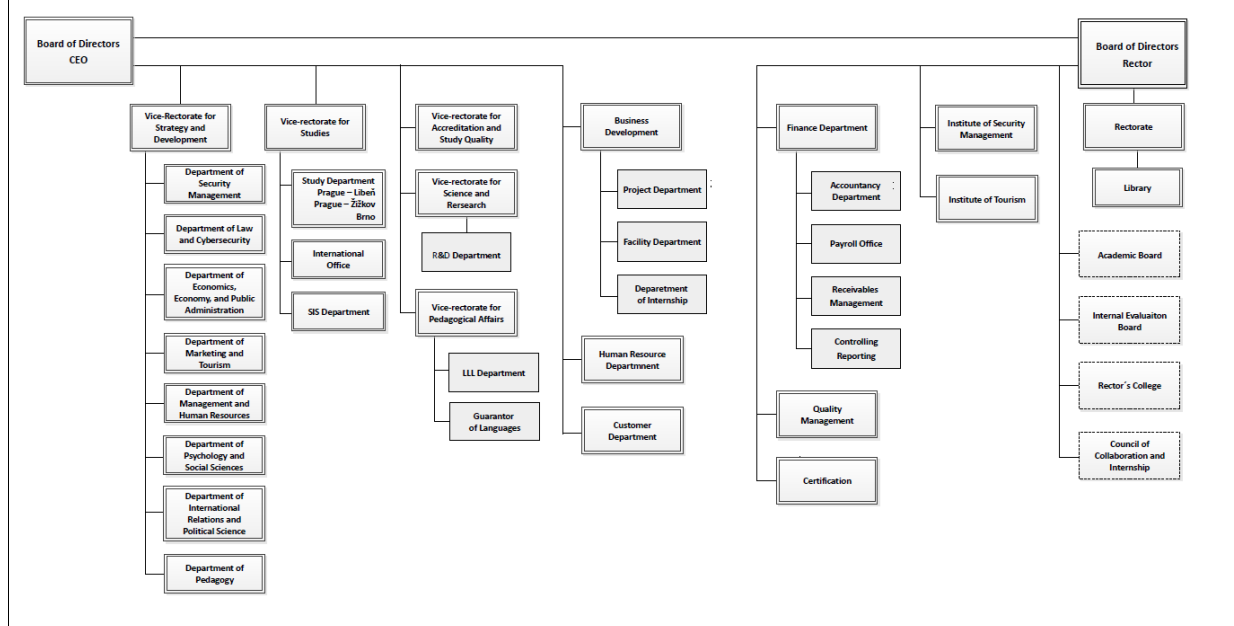 Board of Directors
CEO
Board of Directors
Rector
Vice-Rectorate for
Strategy and
Development
Department of
Security
Management
Department of Law
and Cybersecurity
Department of
Economics,
Economy, and Public
Administration
Department of
Marketing and
Tourism
Department of
Management and
Human Resources
Department of
Psychology and
Social Sciences
Department of
International
Relations and
Political Science
Department of
Pedagogy
Vice-rectorate for
Studies
Study Department
Prague – Libeň
Prague – Žižkov
Brno
International
Office
SIS Department
Vice-rectorate for
Accreditation and
Study Quality
Vice-rectorate for
Science and
Rersearch
R&D Department
Vice-rectorate for
Pedagogical Affairs
LLL Department
Guarantor
of Languages
Business
Development
Project Department
Facility Department
Deparetment
of Internship
Human Resource
Departmnent
Customer
Department
Finance Department
Accountancy
Department
Payroll Office
Receivables
Management
Controlling
Reporting
Quality
Management
Certification
Institute of Security
Management
Institute of Tourism
Rectorate
Library
Academic Board
Internal Evaluaiton
Board
Rector´s College
Council of
Collaboration and
Internship